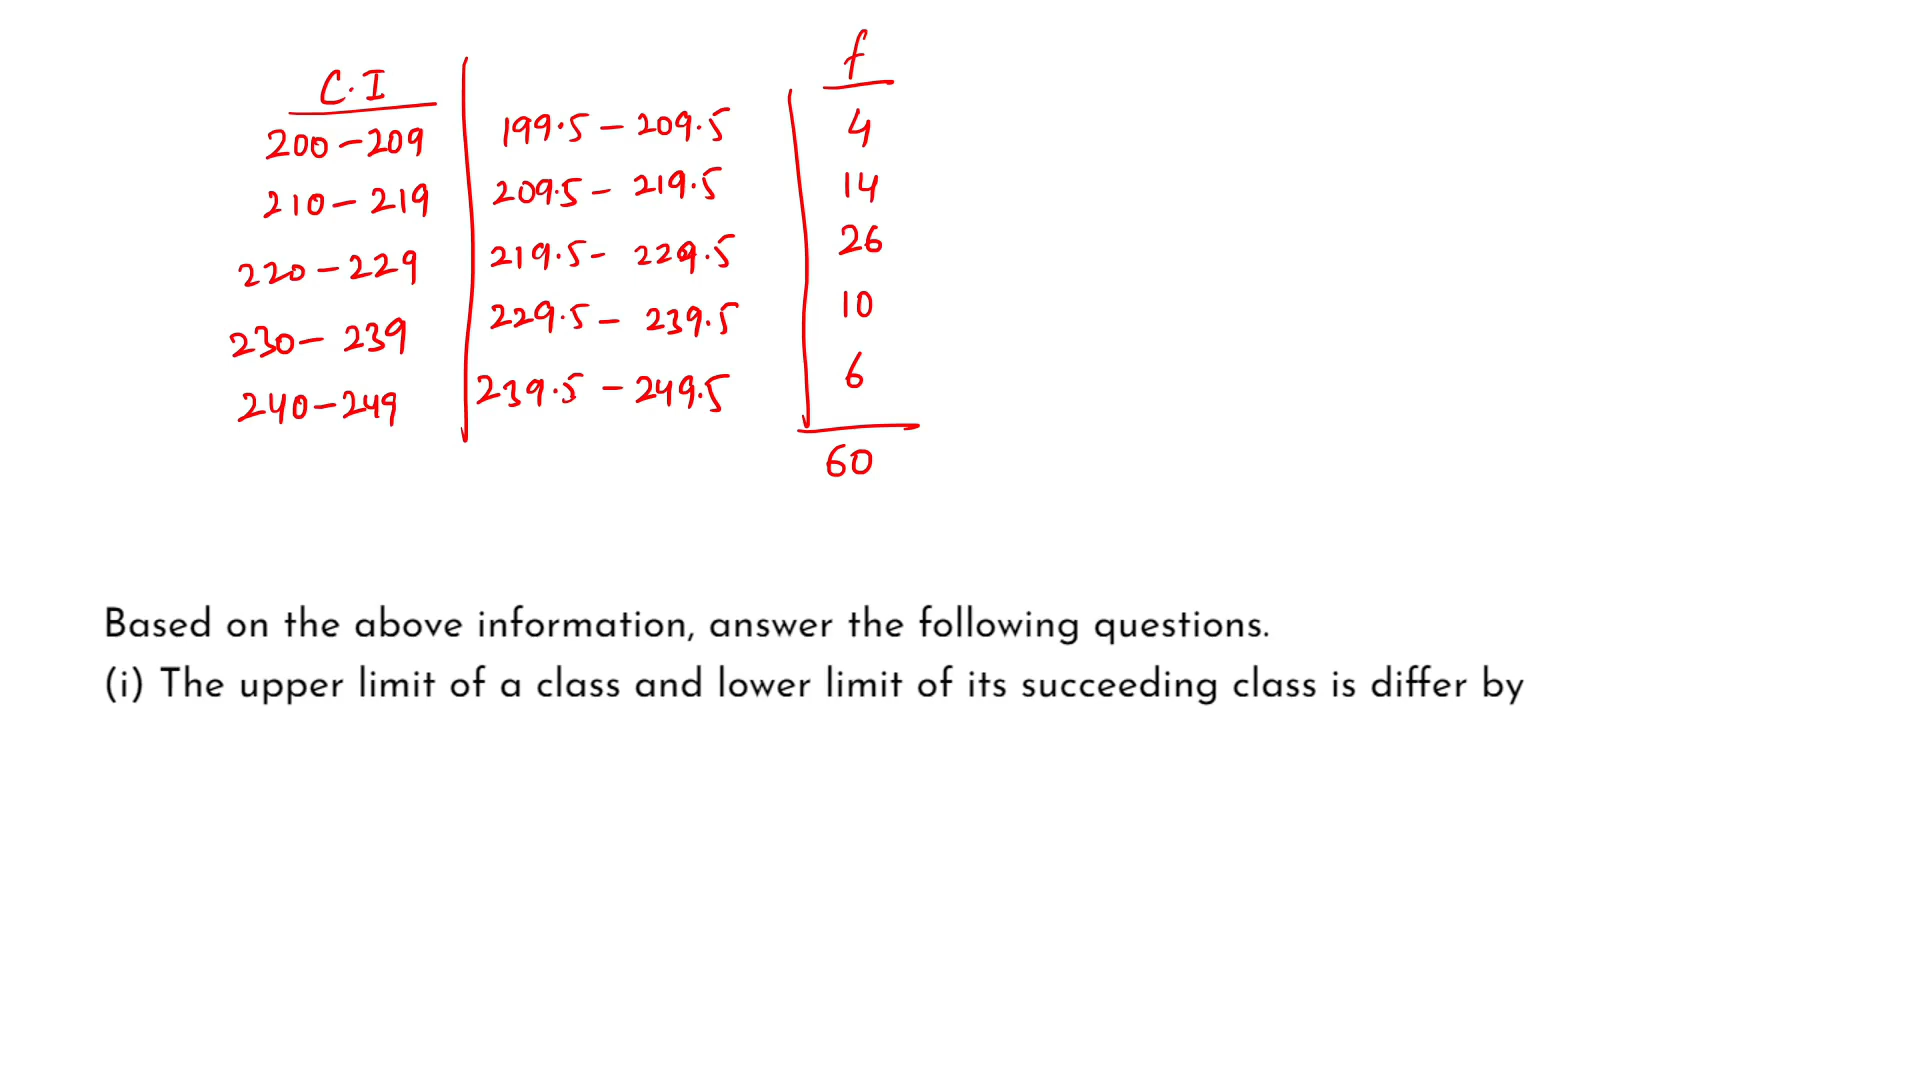 C.I f
200-209 199.5-209.5 4
210-219 209.5-219.5 14
220-229 219.5-229.5 26
230-239 229.5-239.5 10
240-249 239.5-249.5 6
60
Based on the above information, answer the following questions.
(i) The upper limit of a class and lower limit of its succeeding class is differ by